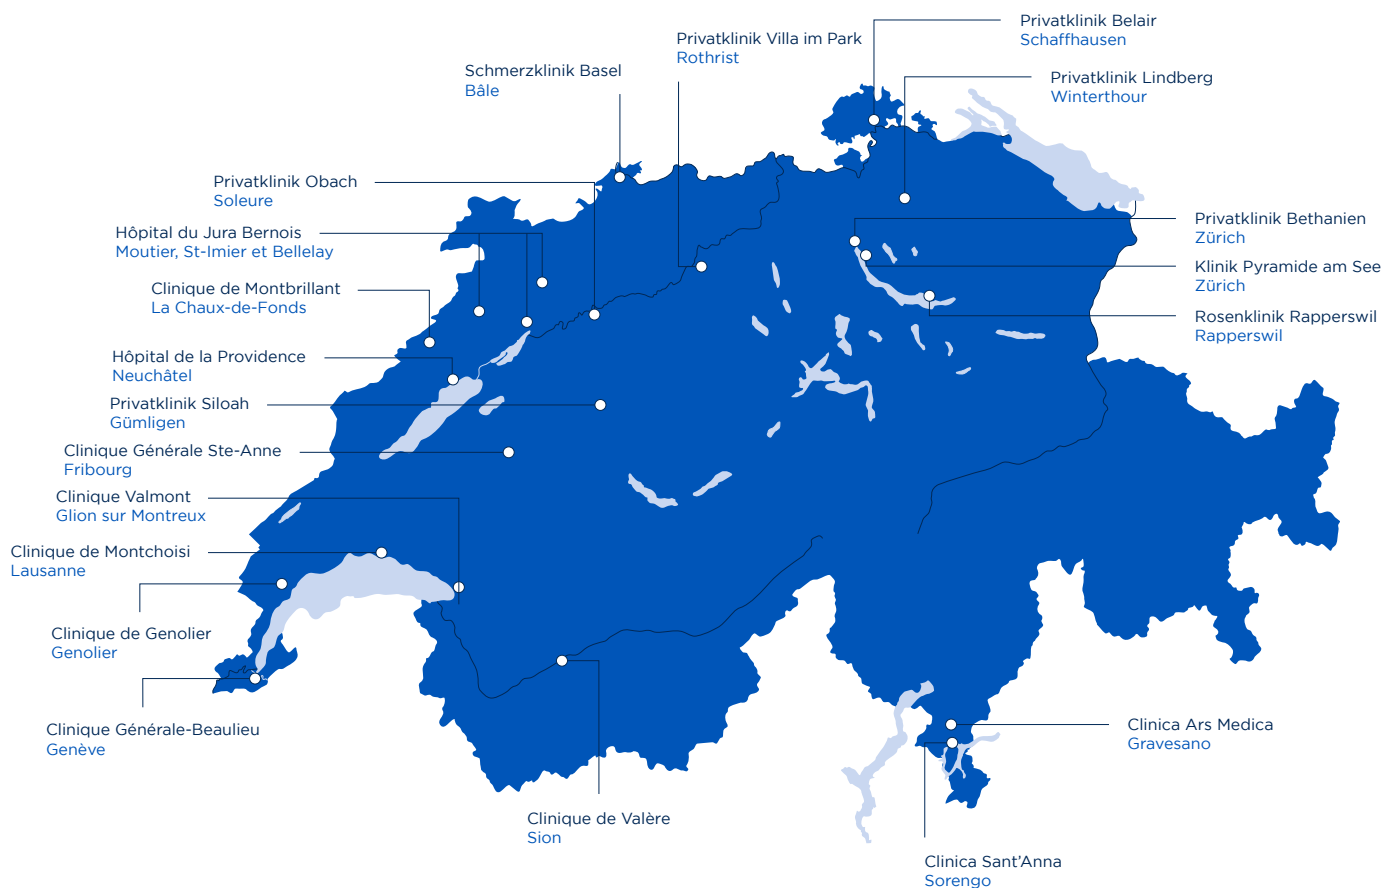 Privatklinik Belair
Schaffhausen
Privatklinik Villa im Park
Rothrist
Schmerzklinik Basel
Bâle
Privatklinik Lindberg
Winterthour
Privatklinik Obach
Soleure
Hôpital du Jura Bernois
Moutier, St-Imier et Bellelay
Privatklinik Bethanien
Zürich
Klinik Pyramide am See
Zürich
Clinique de Montbrillant
La Chaux-de-Fonds
Rosenklinik Rapperswil
Rapperswil
Hôpital de la Providence
Neuchâtel
Privatklinik Siloah
Gümligen
Clinique Générale Ste-Anne
Fribourg
Clinique Valmont
Glion sur Montreux
Clinique de Montchoisi
Lausanne
Clinique de Genolier
Genolier
Clinique Générale-Beaulieu
Genève
Clinica Ars Medica
Gravesano
Clinique de Valère
Sion
Clinica Sant’Anna
Sorengo